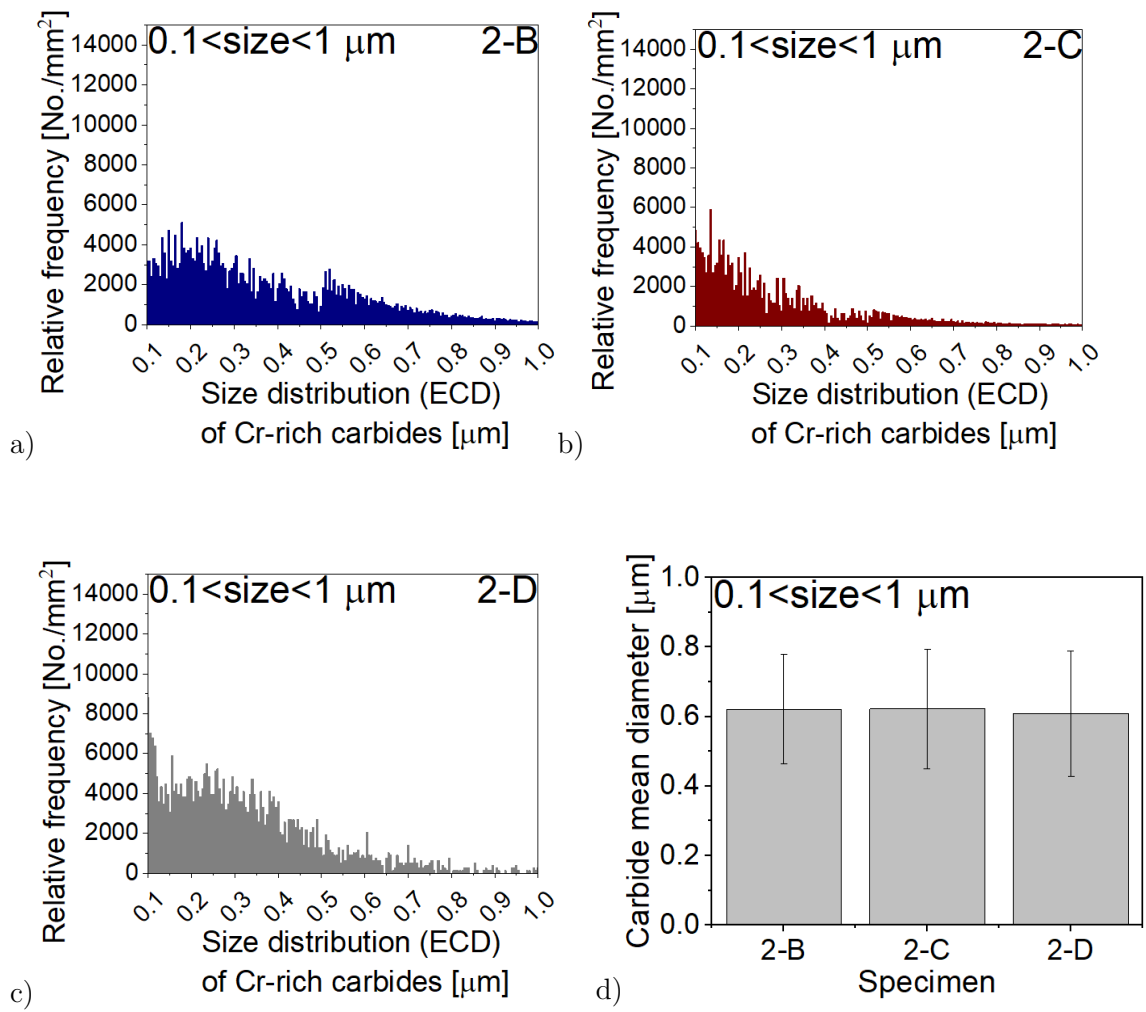 0.1<size<1 μm 2-B
Relative frequency [No./mm²]
14000
12000
10000
8000
6000
4000
2000
0
0.1 0.2 0.3 0.4 0.5 0.6 0.7 0.8 0.9 1.0
Size distribution (ECD)
of Cr-rich carbides [μm]
a)
0.1<size<1 μm 2-C
Relative frequency [No./mm²]
14000
12000
10000
8000
6000
4000
2000
0
0.1 0.2 0.3 0.4 0.5 0.6 0.7 0.8 0.9 1.0
Size distribution (ECD)
of Cr-rich carbides [μm]
b)
0.1<size<1 μm 2-D
Relative frequency [No./mm²]
14000
12000
10000
8000
6000
4000
2000
0
0.1 0.2 0.3 0.4 0.5 0.6 0.7 0.8 0.9 1.0
Size distribution (ECD)
of Cr-rich carbides [μm]
c)
0.1<size<1 μm
Carbide mean diameter [μm]
1.0
0.8
0.6
0.4
0.2
0.0
2-B 2-C 2-D
Specimen
d)